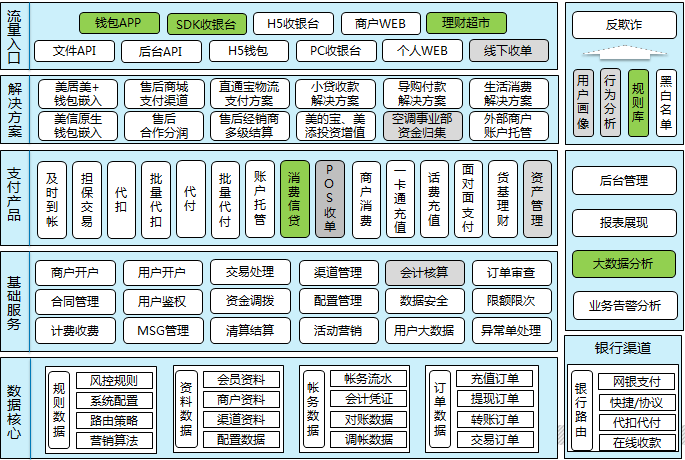 流量入口
钱包APP
SDK收银台
H5收银台
商户WEB
理财超市
文件API
后台API
H5钱包
PC收银台
个人WEB
线下收单
解决方案
美居美+
钱包嵌入
售后商城
支付渠道
直通宝物流
支付方案
小贷收款
解决方案
导购付款
解决方案
生活消费
解决方案
美信原生
钱包嵌入
售后
合作分润
售后经销商
多级结算
美的宝、美
添投资增值
空调事业部
资金归集
外部商户
账户托管
支付产品
及时到帐
担保交易
代扣
批量代扣
代付
批量代付
账户托管
消费信贷
POS收单
商户消费
一卡通充值
话费充值
面对面支付
货基理财
资产管理
基础服务
商户开户
用户开户
交易处理
渠道管理
会计核算
订单审查
合同管理
用户鉴权
资金调拨
配置管理
数据安全
限额限次
计费收费
MSG管理
清算结算
活动营销
用户大数据
异常单处理
数据核心
规则数据
风控规则
系统配置
路由策略
营销算法
资料数据
会员资料
商户资料
渠道资料
配置数据
帐务数据
帐务流水
会计凭证
对账数据
调帐数据
订单数据
充值订单
提现订单
转账订单
交易订单
反欺诈
用户画像
行为分析
规则库
黑白名单
后台管理
报表展现
大数据分析
业务告警分析
银行渠道
银行路由
网银支付
快捷/协议
代扣代付
在线收款